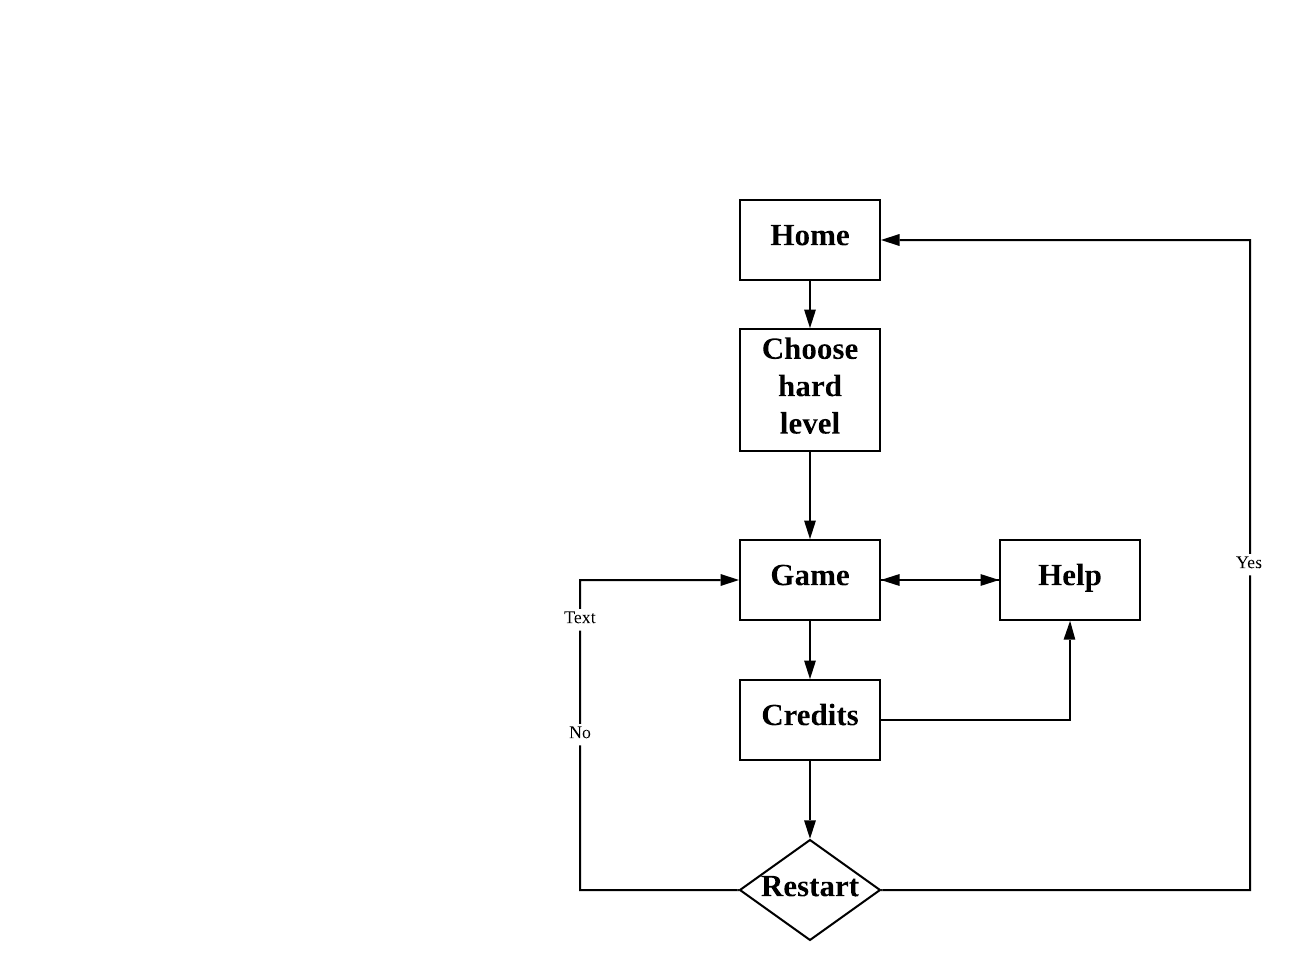 Home
Choose
hard
level
Yes
Game
Help
Text
Credits
No
Restart